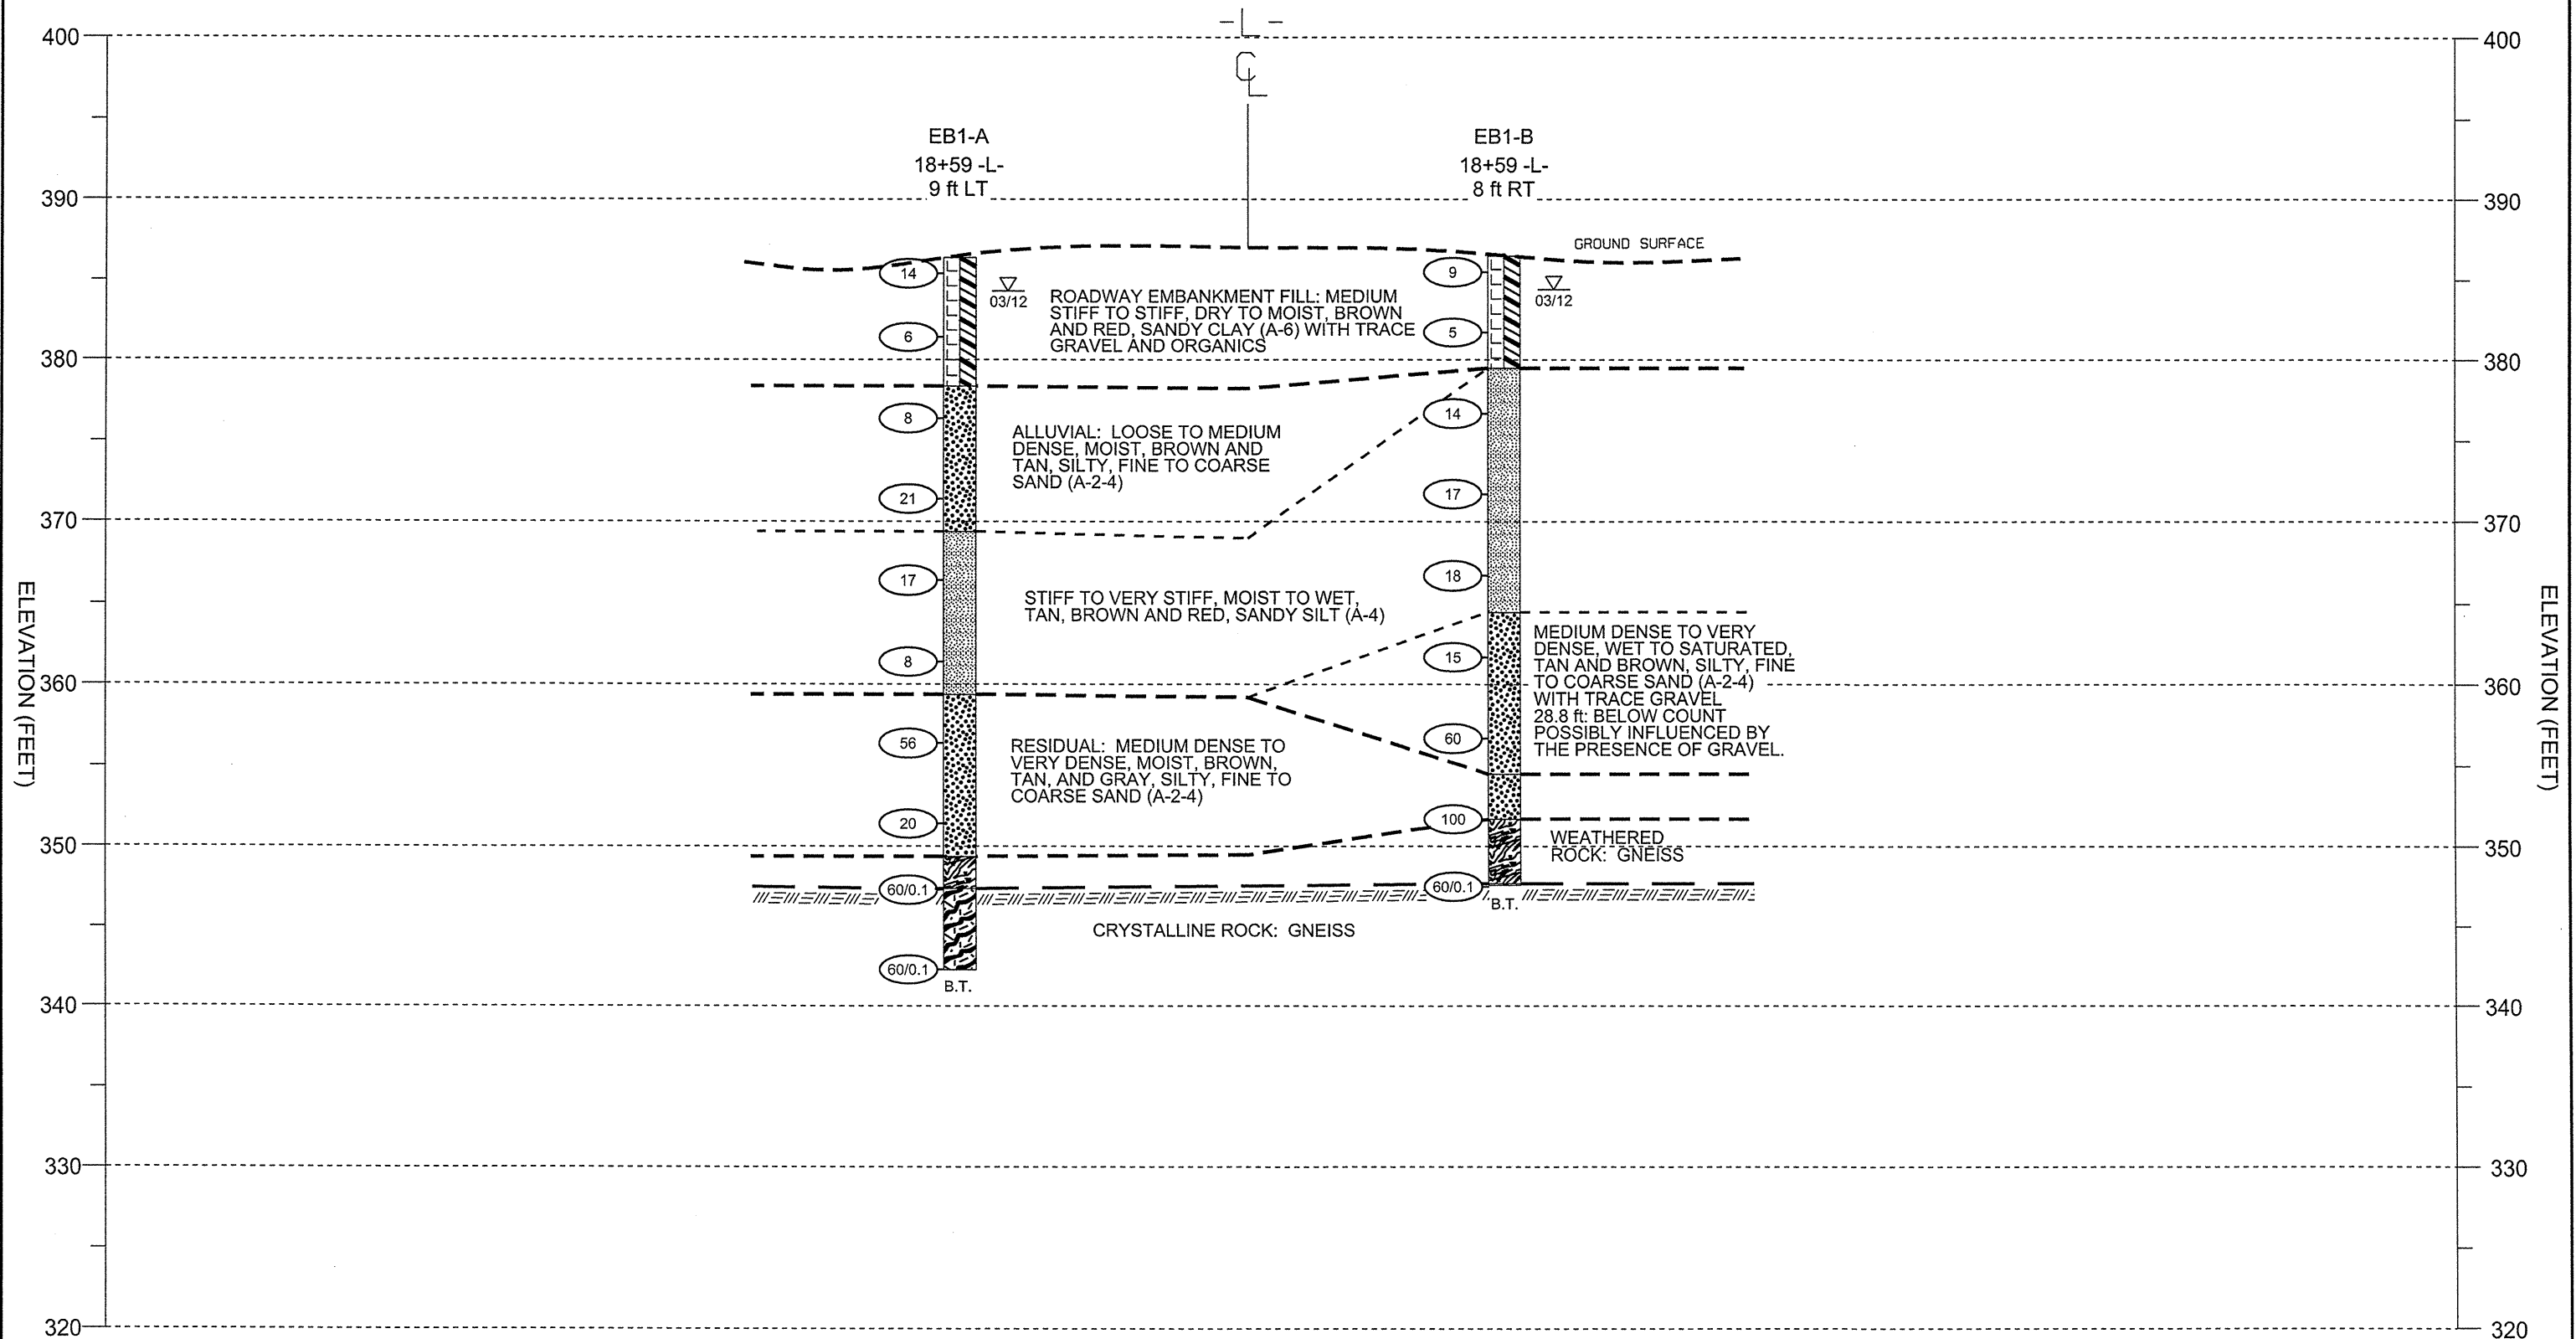 -L-
CL
400
400
EB1-A
18+59 -L-
9 ft LT
EB1-B
18+59 -L-
8 ft RT
390
390
GROUND SURFACE
14
9
03/12
03/12
ROADWAY EMBANKMENT FILL: MEDIUM
STIFF TO STIFF, DRY TO MOIST, BROWN
AND RED, SANDY CLAY (A-6) WITH TRACE
GRAVEL AND ORGANICS
6
5
380
380
8
14
ALLUVIAL: LOOSE TO MEDIUM
DENSE, MOIST, BROWN AND
TAN, SILTY, FINE TO COARSE
SAND (A-2-4)
21
17
370
370
17
18
STIFF TO VERY STIFF, MOIST TO WET,
TAN, BROWN AND RED, SANDY SILT (A-4)
8
15
MEDIUM DENSE TO VERY
DENSE, WET TO SATURATED,
TAN AND BROWN, SILTY, FINE
TO COARSE SAND (A-2-4)
WITH TRACE GRAVEL
28.8 ft: BELOW COUNT
POSSIBLY INFLUENCED BY
THE PRESENCE OF GRAVEL.
ELEVATION (FEET)
ELEVATION (FEET)
360
360
56
60
RESIDUAL: MEDIUM DENSE TO
VERY DENSE, MOIST, BROWN,
TAN, AND GRAY, SILTY, FINE TO
COARSE SAND (A-2-4)
20
100
350
350
WEATHERED
ROCK: GNEISS
60/0.1
60/0.1
B.T.
CRYSTALLINE ROCK: GNEISS
60/0.1
B.T.
340
340
330
330
320
320